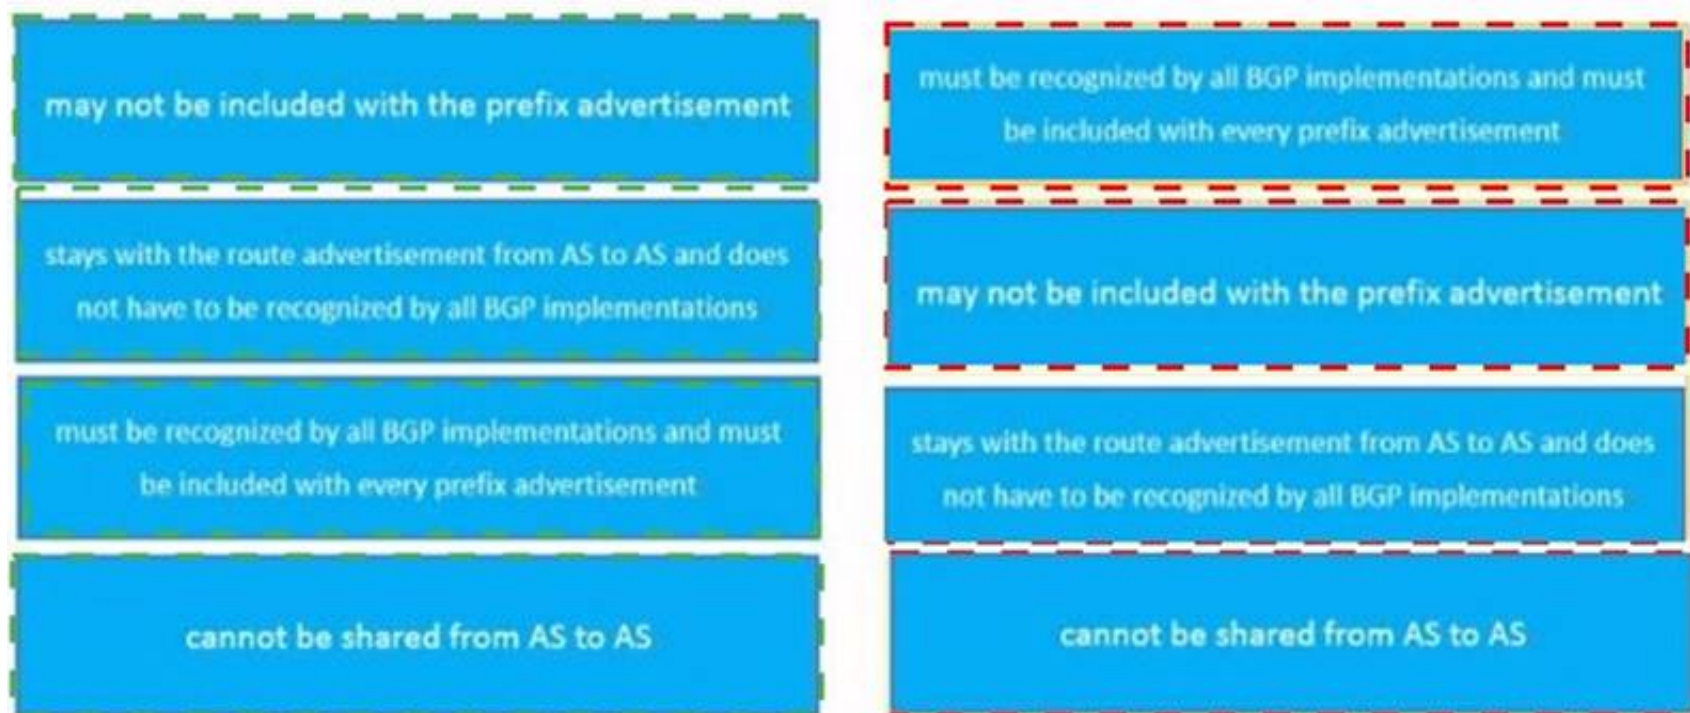 may not be included with the prefix advertisement
stays with the route advertisement from AS to AS and does
not have to be recognized by all BGP implementations
must be recognized by all BGP implementations and must
be included with every prefix advertisement
cannot be shared from AS to AS
must be recognized by all BGP implementations and must
be included with every prefix advertisement
may not be included with the prefix advertisement
stays with the route advertisement from AS to AS and does
not have to be recognized by all BGP implementations
cannot be shared from AS to AS